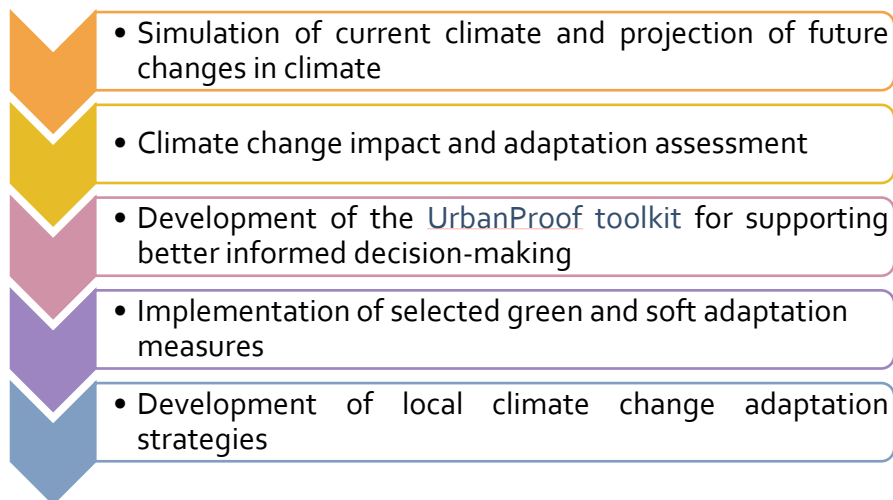 • Simulation of current climate and projection of future
changes in climate
• Climate change impact and adaptation assessment
• Development of the UrbanProof toolkit for supporting
better informed decision-making
• Implementation of selected green and soft adaptation
measures
• Development of local climate change adaptation
strategies